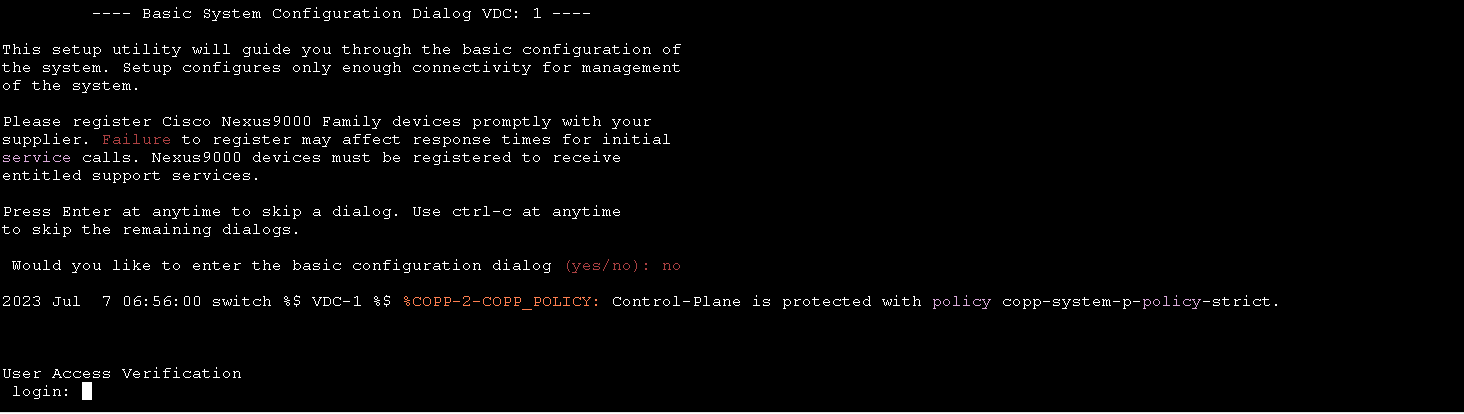 ---- Basic System Configuration Dialog VDC: 1 ----
This setup utility will guide you through the basic configuration of
the system. Setup configures only enough connectivity for management
of the system.
Please register Cisco Nexus9000 Family devices promptly with your
supplier. Failure to register may affect response times for initial
service calls. Nexus9000 devices must be registered to receive
entitled support services.
Press Enter at anytime to skip a dialog. Use ctrl-c at anytime
to skip the remaining dialogs.
Would you like to enter the basic configuration dialog (yes/no): no
2023 Jul  7 06:56:00 switch %$ VDC-1 %$ %COPP-2-COPP_POLICY: Control-Plane is protected with policy copp-system-p-policy-strict.
User Access Verification
login: